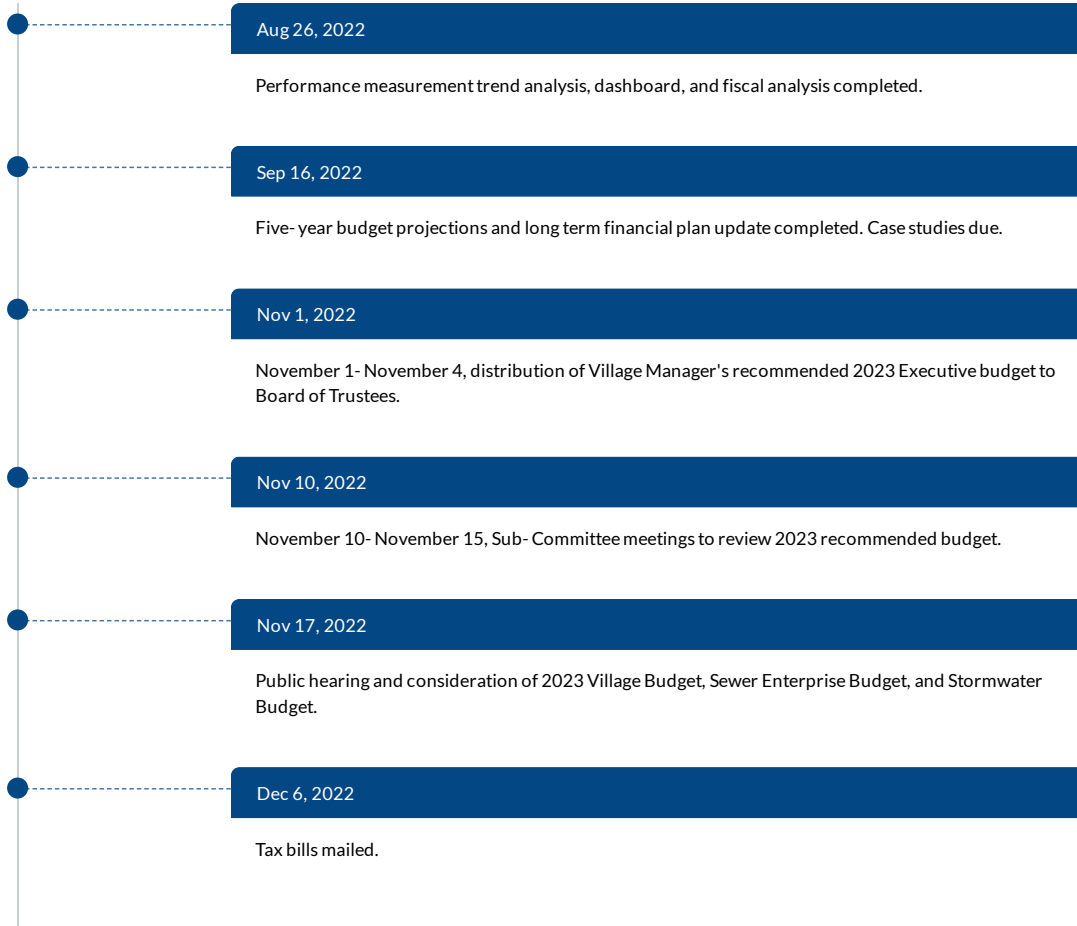 Aug 26, 2022
Performance measurement trend analysis, dashboard, and fiscal analysis completed.
Sep 16, 2022
Five- year budget projections and long term financial plan update completed. Case studies due.
Nov 1, 2022
November 1- November 4, distribution of Village Manager's recommended 2023 Executive budget to
Board of Trustees.
Nov 10, 2022
November 10- November 15, Sub- Committee meetings to review 2023 recommended budget.
Nov 17, 2022
Public hearing and consideration of 2023 Village Budget, Sewer Enterprise Budget, and Stormwater
Budget.
Dec 6, 2022
Tax bills mailed.